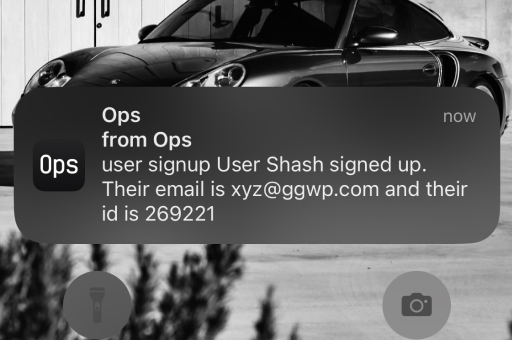 Ops
now
from Ops
Ops
user signup User Shash signed up.
Their email is xyz@ggwp.com and their
id is 269221